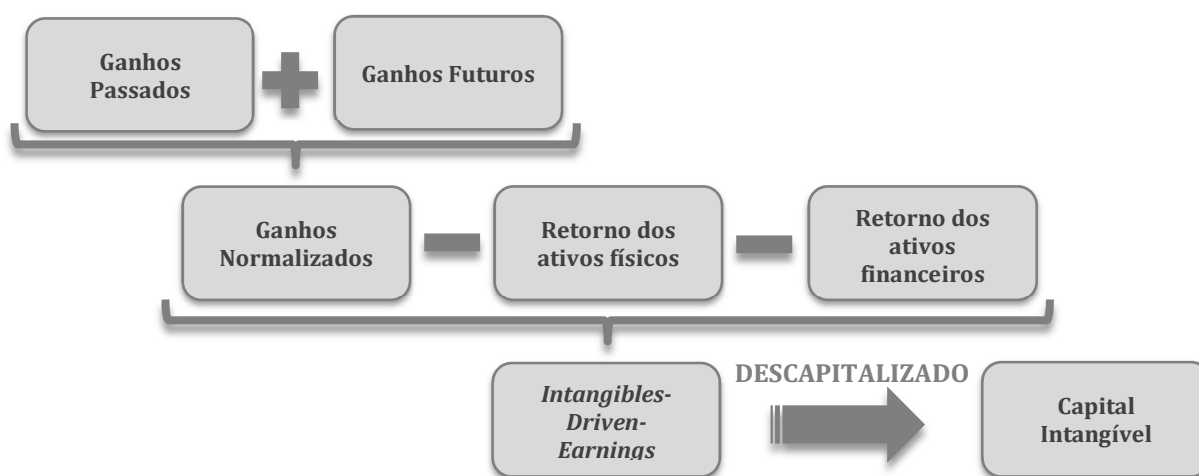 Ganhos
Passados
Ganhos Futuros
Ganhos
Normalizados
Retorno dos
ativos físicos
Retorno dos
ativos
financeiros
Intangibles-
Driven-
Earnings
DESCAPITALIZADO
Capital
Intangível